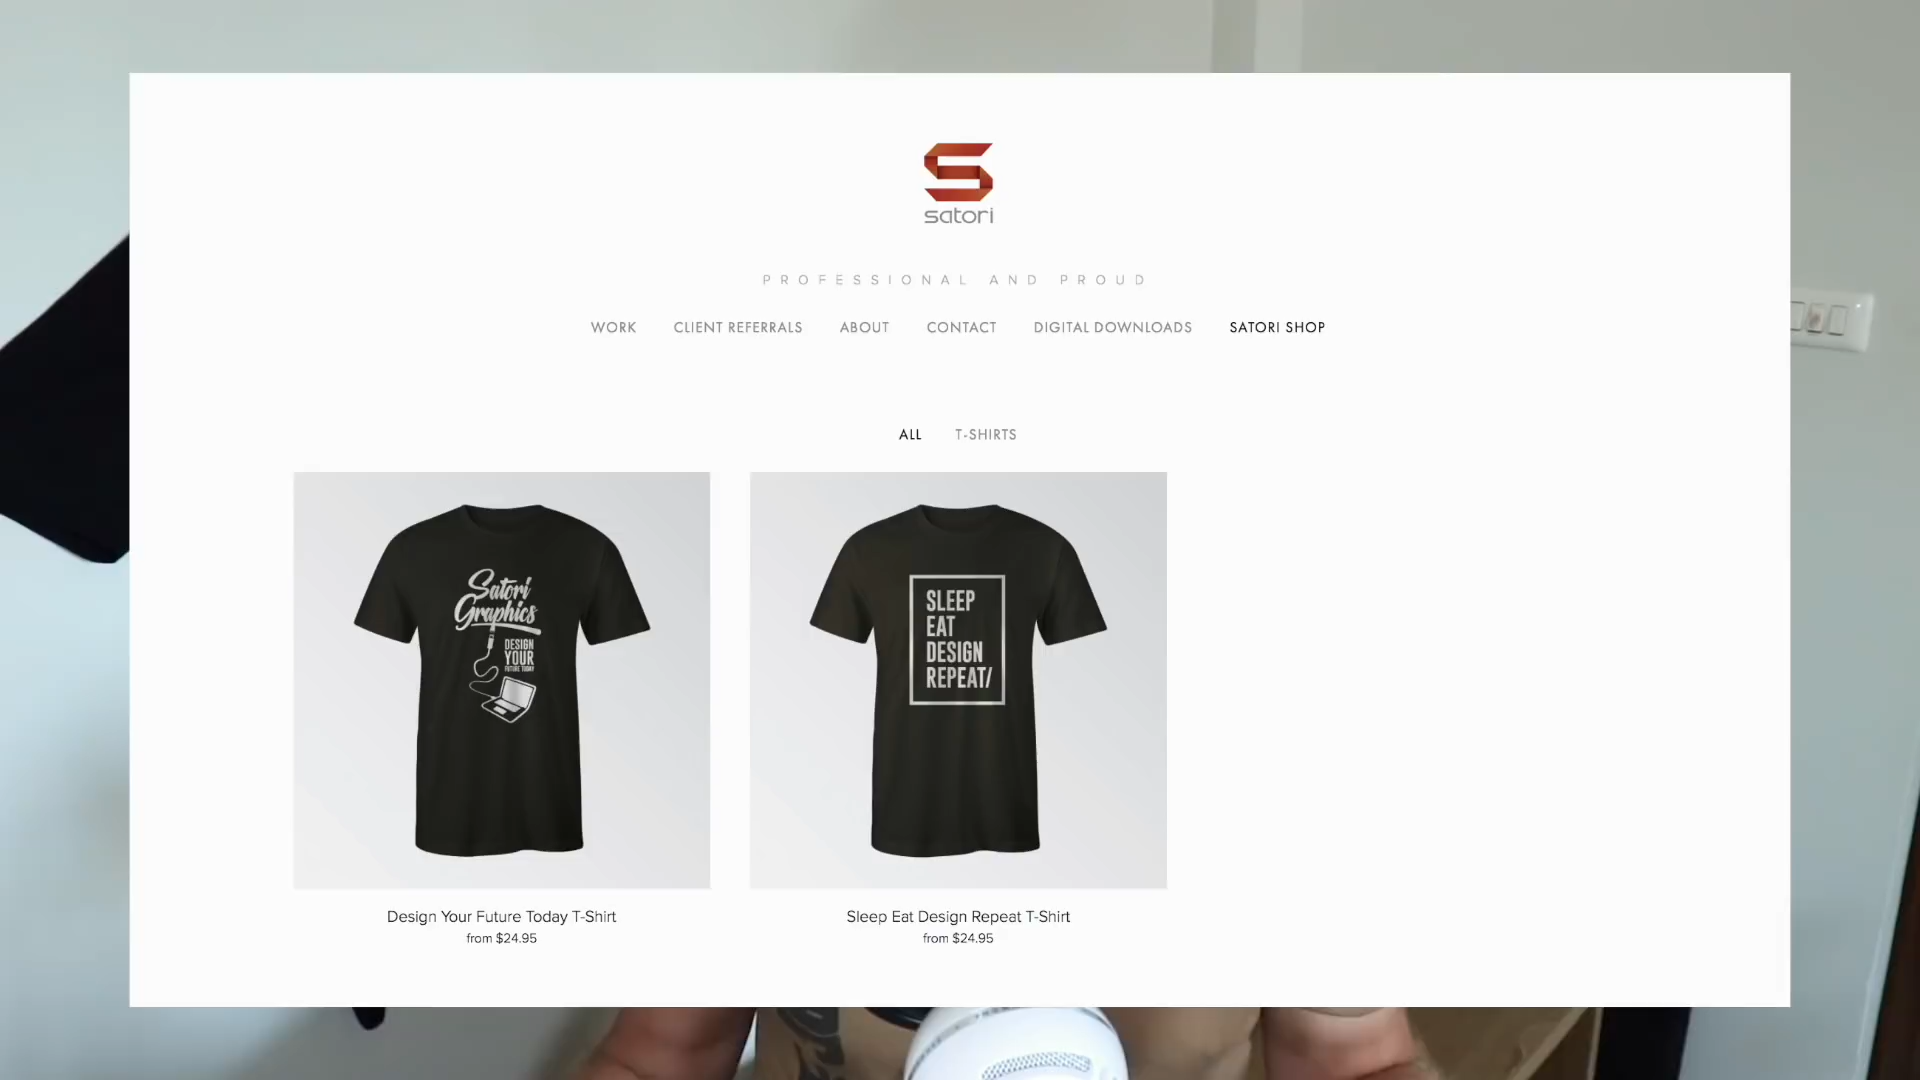 satori
PROFESSIONAL AND PROUD
WORK CLIENT REFERRALS ABOUT CONTACT DIGITAL DOWNLOADS SATORI SHOP
ALL T-SHIRTS
Satori
Graphics
DESIGN
YOUR
FUTURE TODAY
SLEEP
EAT
DESIGN
REPEAT/
Design Your Future Today T-Shirt
from $24.95
Sleep Eat Design Repeat T-Shirt
from $24.95